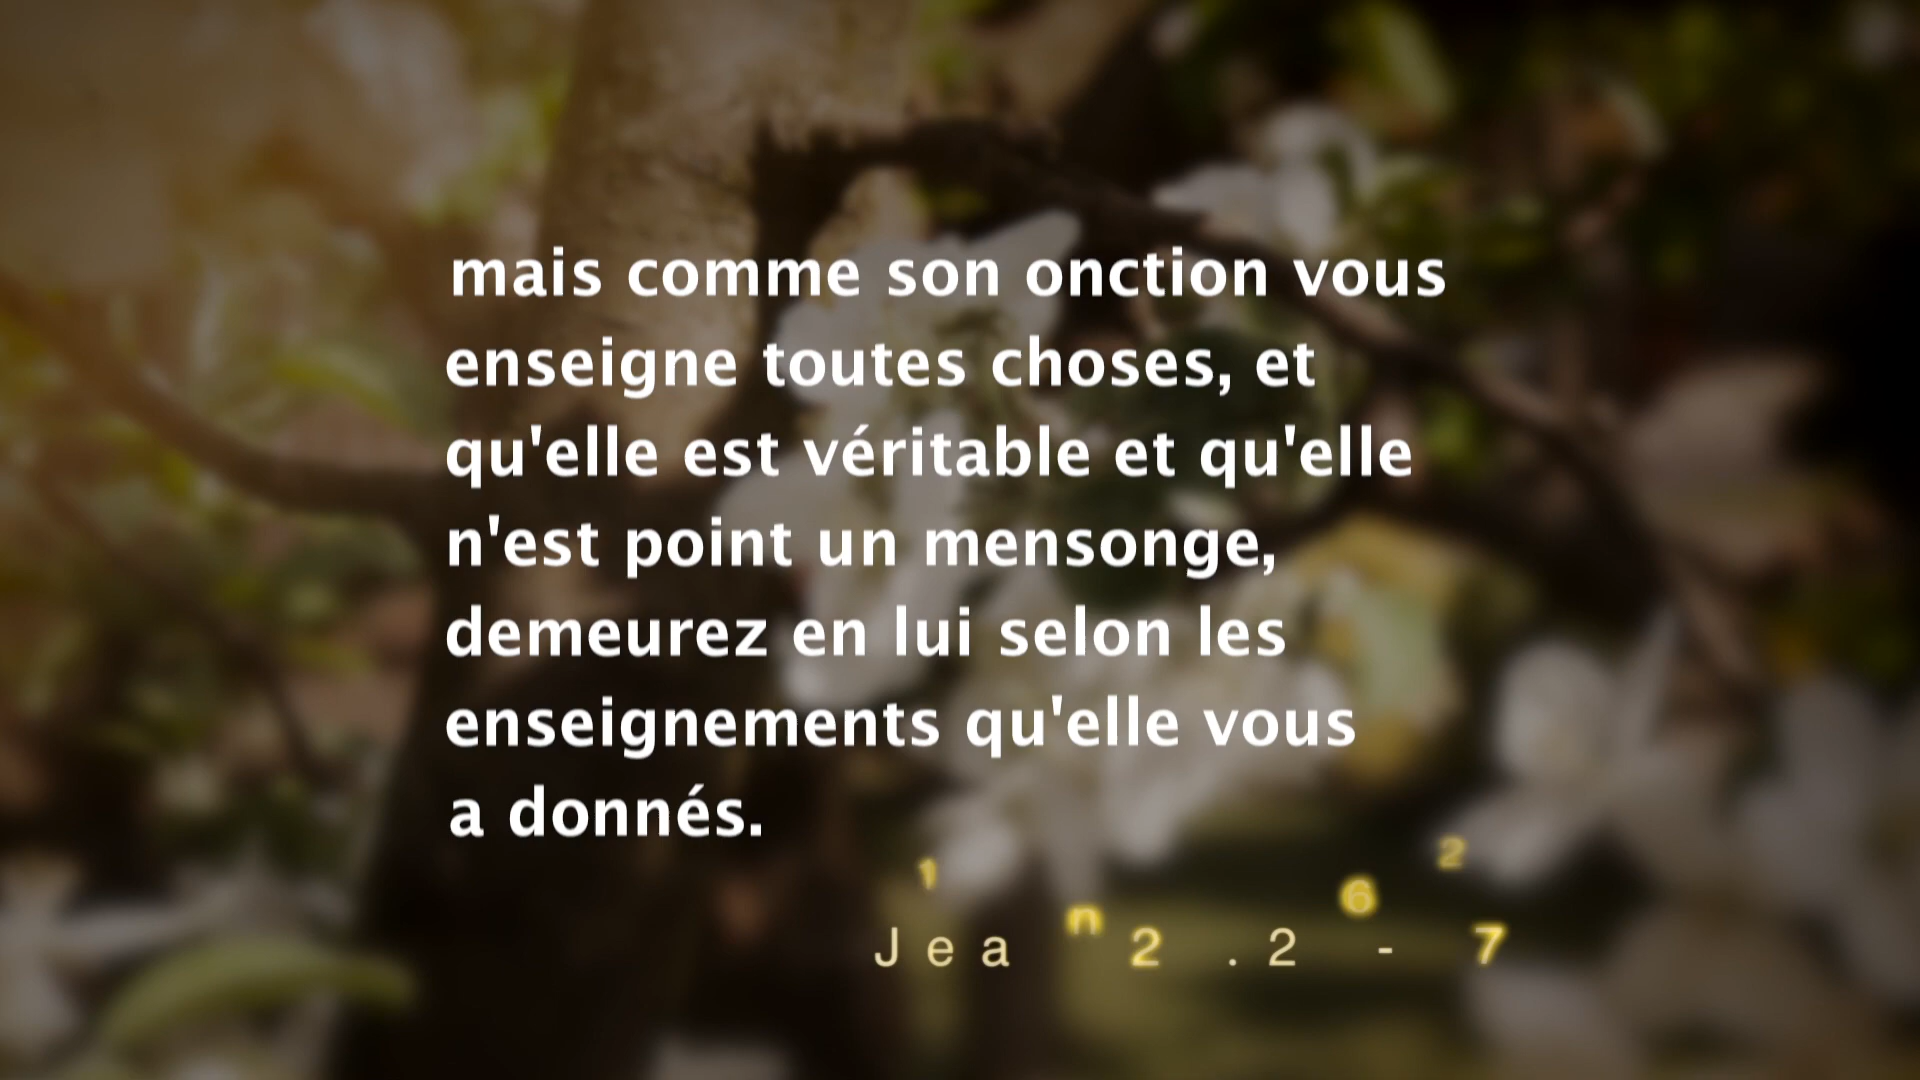 mais comme son onction vous
enseigne toutes choses, et
qu'elle est véritable et qu'elle
n'est point un mensonge,
demeurez en lui selon les
enseignements qu'elle vous
a donnés.
1 Jean 2.26-27